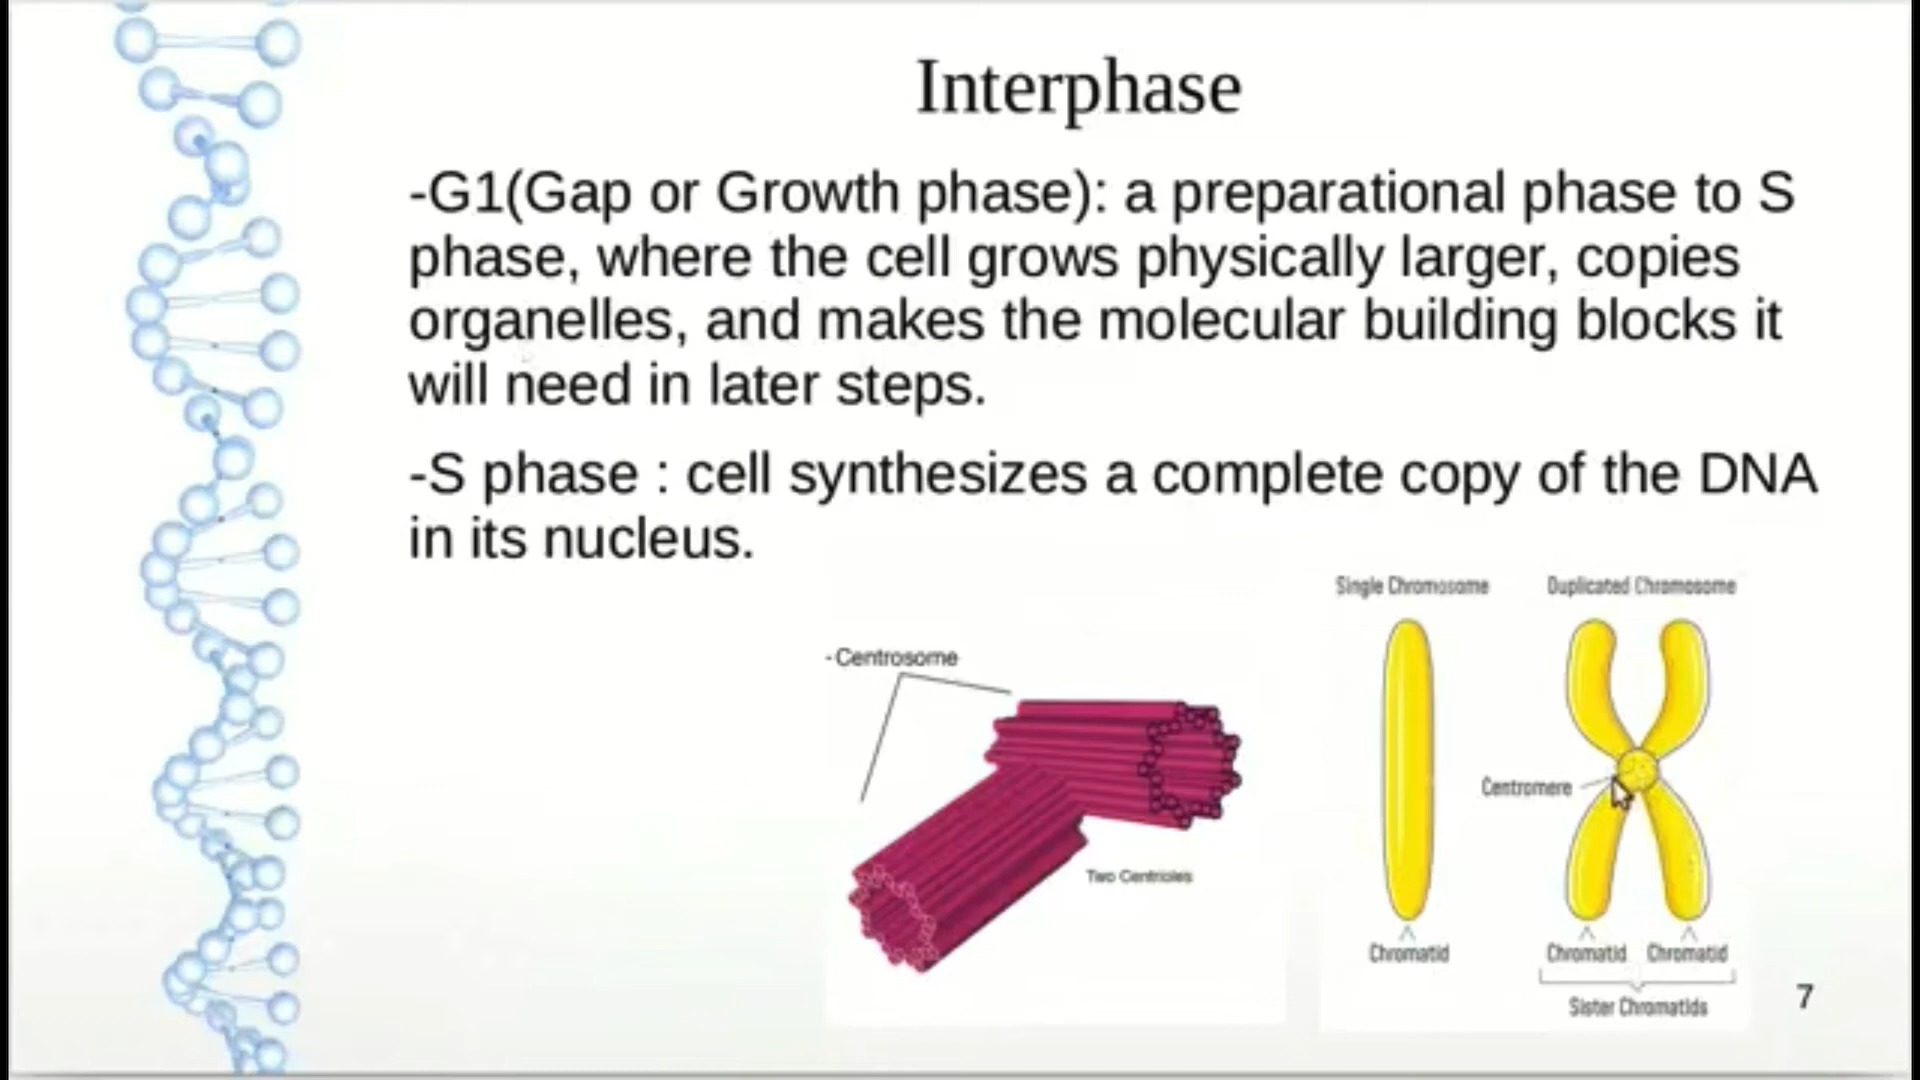 Interphase
-G1(Gap or Growth phase): a preparational phase to S
phase, where the cell grows physically larger, copies
organelles, and makes the molecular building blocks it
will need in later steps.
-S phase : cell synthesizes a complete copy of the DNA
in its nucleus.
Single Chromosome
Duplicated Chromosome
- Centrosome
Centromere
Two Centrioles
Chromatid
Chromatid
Chromatid
Sister Chromatids
7